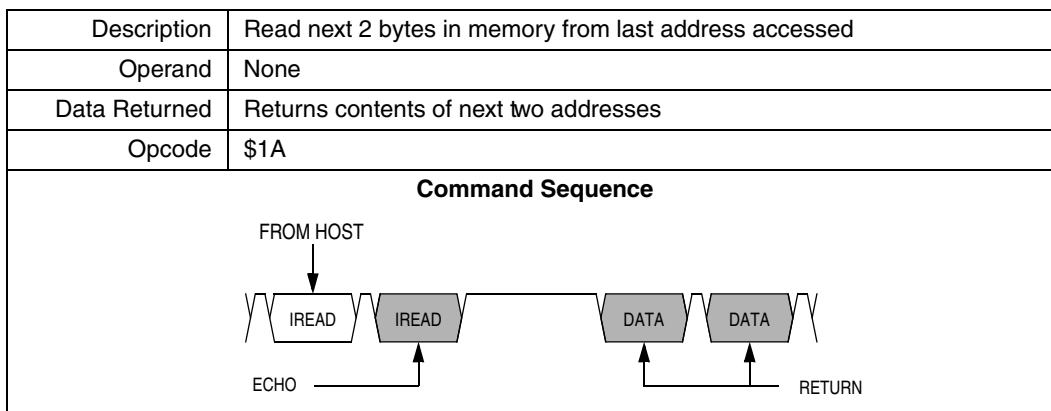 Description Read next 2 bytes in memory from last address accessed
Operand None
Data Returned Returns contents of next two addresses
Opcode $1A
Command Sequence
FROM HOST
IREAD IREAD DATA DATA
ECHO RETURN